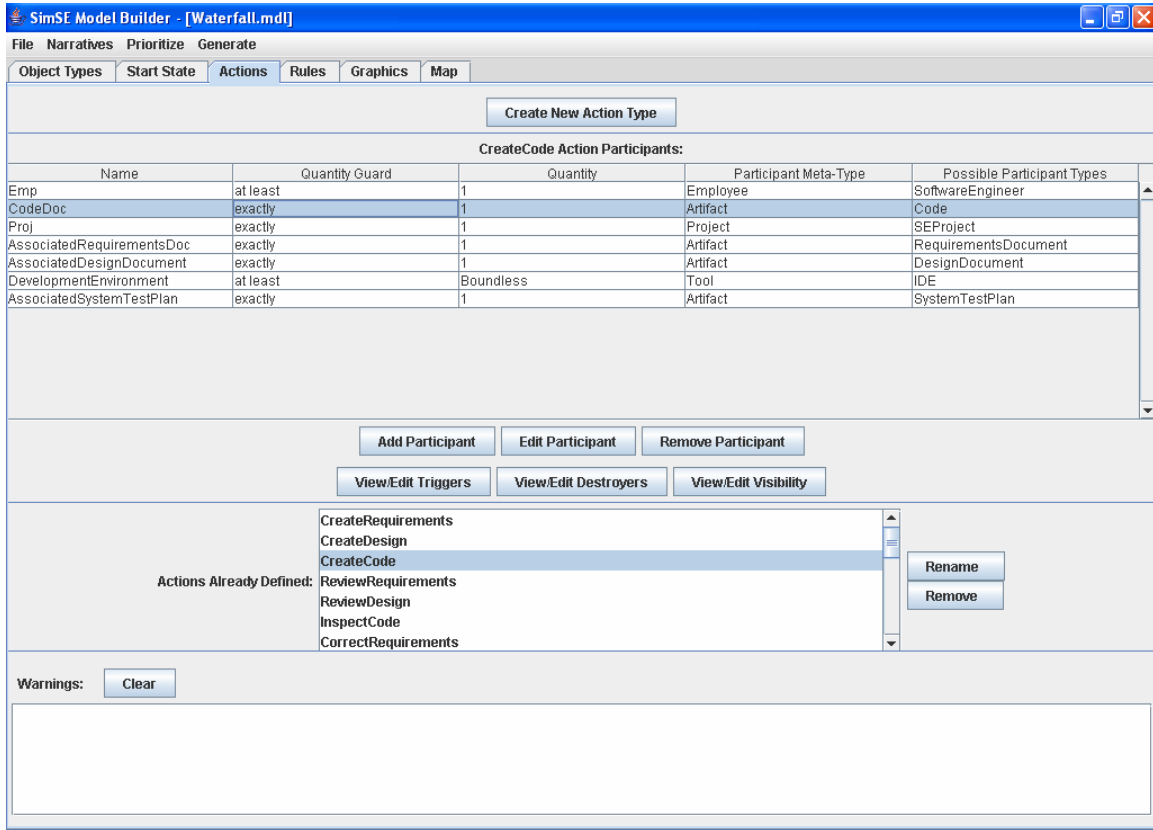 SimSE Model Builder - [Waterfall.mdl]
File Narratives Prioritize Generate
Object Types Start State Actions Rules Graphics Map
Create New Action Type
CreateCode Action Participants:
Name Quantity Guard Quantity Participant Meta-Type Possible Participant Types
Emp at least 1 Employee SoftwareEngineer
CodeDoc exactly 1 Artifact Code
Proj exactly 1 Project SEProject
AssociatedRequirementsDoc exactly 1 Artifact RequirementsDocument
AssociatedDesignDocument exactly 1 Artifact DesignDocument
DevelopmentEnvironment at least Boundless Tool IDE
AssociatedSystemTestPlan exactly 1 Artifact SystemTestPlan
Add Participant Edit Participant Remove Participant
View/Edit Triggers View/Edit Destroyers View/Edit Visibility
CreateRequirements
CreateDesign
CreateCode
Rename
Actions Already Defined: ReviewRequirements
ReviewDesign
Remove
InspectCode
CorrectRequirements
Warnings: Clear